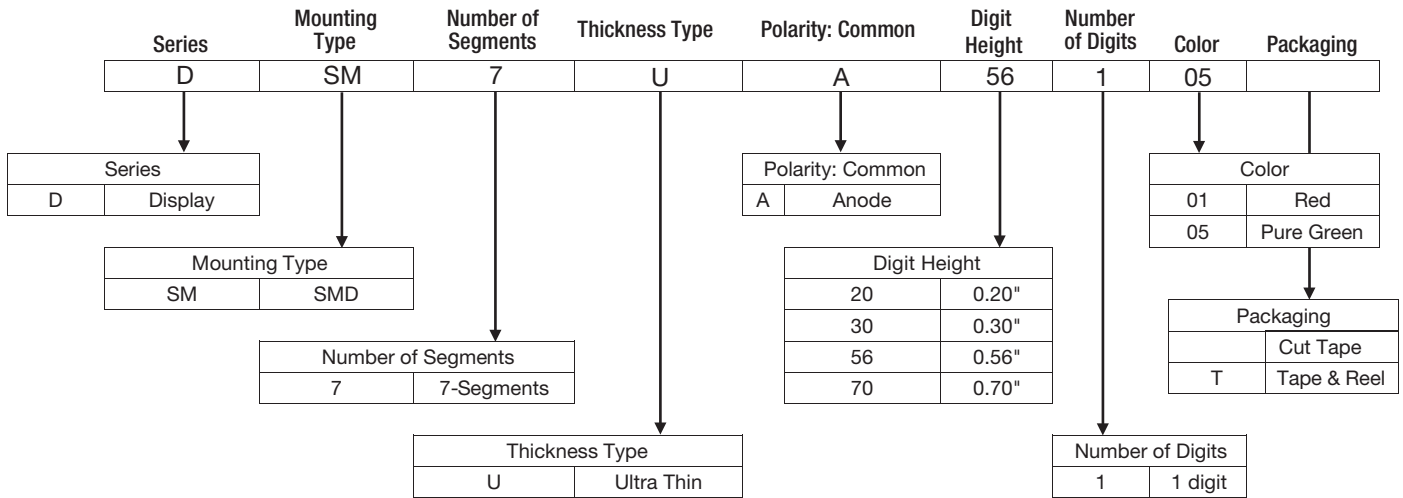 Series Mounting Type Number of Segments Thickness Type Polarity: Common Digit Height Number of Digits Color Packaging
D SM 7 U A 56 1 05
Series
D Display
Mounting Type
SM SMD
Number of Segments
7 7-Segments
Thickness Type
U Ultra Thin
Polarity: Common
A Anode
Digit Height
20 0.20"
30 0.30"
56 0.56"
70 0.70"
Number of Digits
1 1 digit
Color
01 Red
05 Pure Green
Packaging
Cut Tape
T Tape & Reel